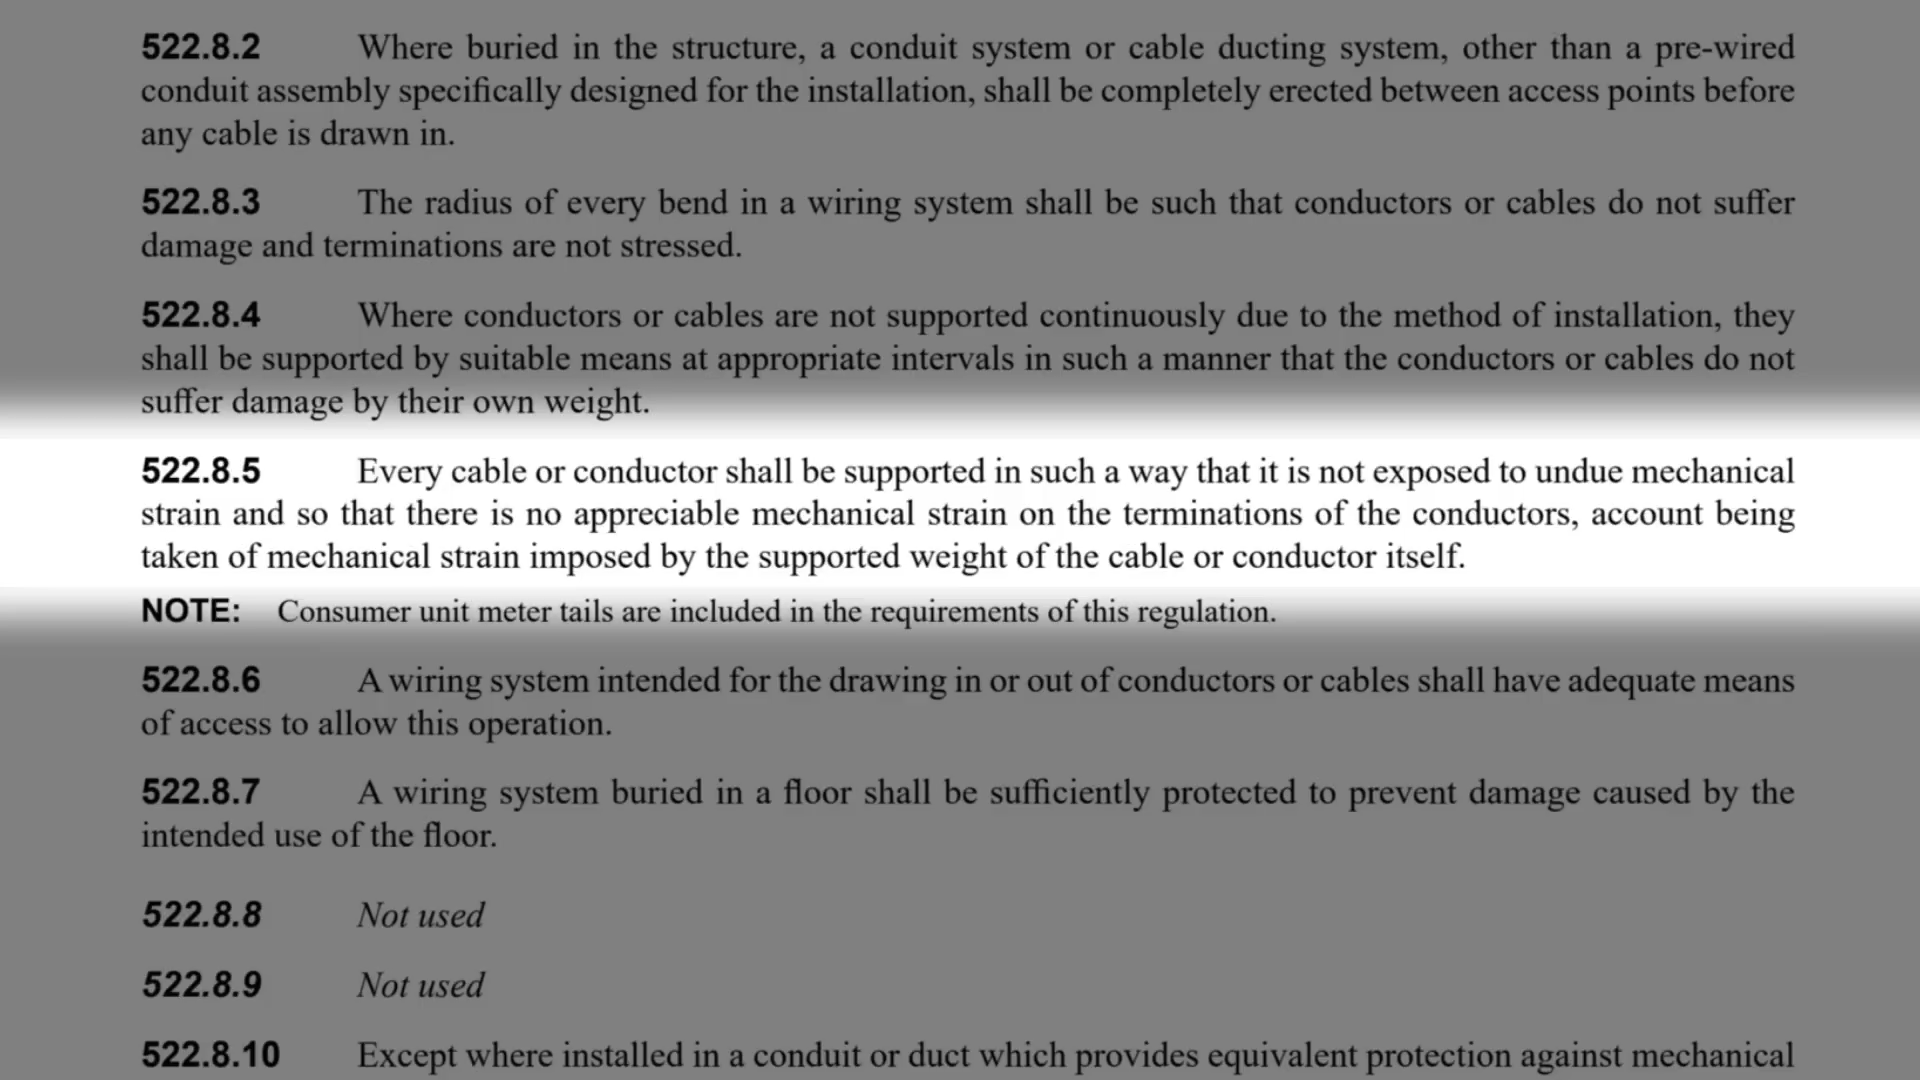 522.8.2 Where buried in the structure, a conduit system or cable ducting system, other than a pre-wired
conduit assembly specifically designed for the installation, shall be completely erected between access points before
any cable is drawn in.
522.8.3 The radius of every bend in a wiring system shall be such that conductors or cables do not suffer
damage and terminations are not stressed.
522.8.4 Where conductors or cables are not supported continuously due to the method of installation, they
shall be supported by suitable means at appropriate intervals in such a manner that the conductors or cables do not
suffer damage by their own weight.
522.8.5 Every cable or conductor shall be supported in such a way that it is not exposed to undue mechanical
strain and so that there is no appreciable mechanical strain on the terminations of the conductors, account being
taken of mechanical strain imposed by the supported weight of the cable or conductor itself.
NOTE: Consumer unit meter tails are included in the requirements of this regulation.
522.8.6 A wiring system intended for the drawing in or out of conductors or cables shall have adequate means
of access to allow this operation.
522.8.7 A wiring system buried in a floor shall be sufficiently protected to prevent damage caused by the
intended use of the floor.
522.8.8 Not used
522.8.9 Not used
522.8.10 Except where installed in a conduit or duct which provides equivalent protection against mechanical